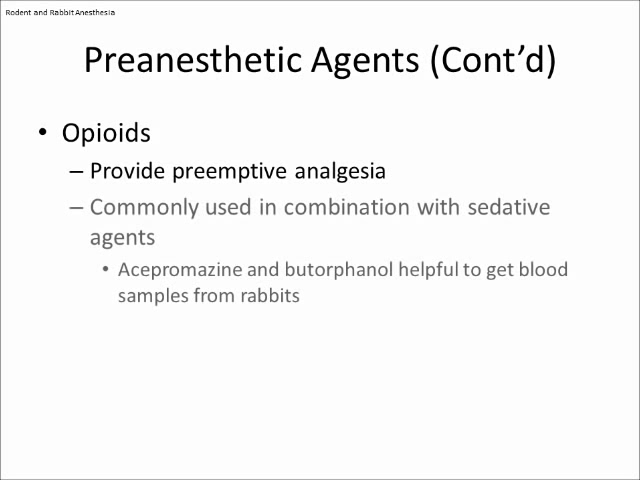 Rodent and Rabbit Anesthesia
Preanesthetic Agents (Cont’d)
• Opioids
– Provide preemptive analgesia
– Commonly used in combination with sedative
agents
• Acepromazine and butorphanol helpful to get blood
samples from rabbits